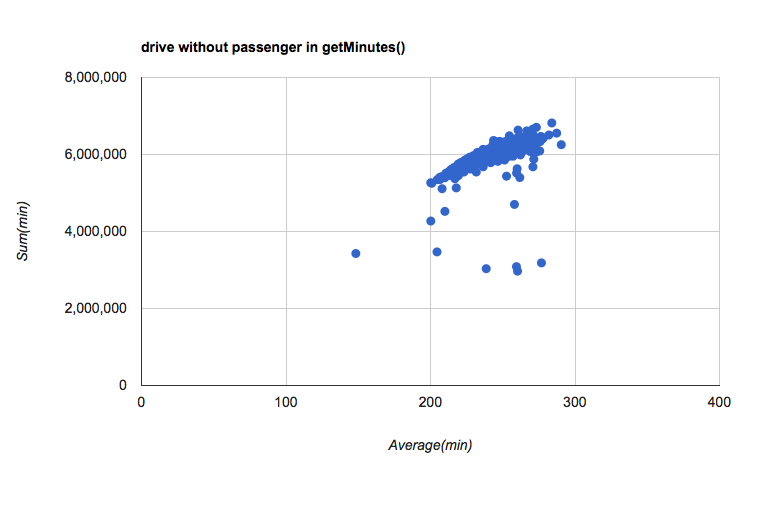 drive without passenger in getMinutes()
8,000,000
6,000,000
4,000,000
2,000,000
0
Sum(min)
0 100 200 300 400
Average(min)